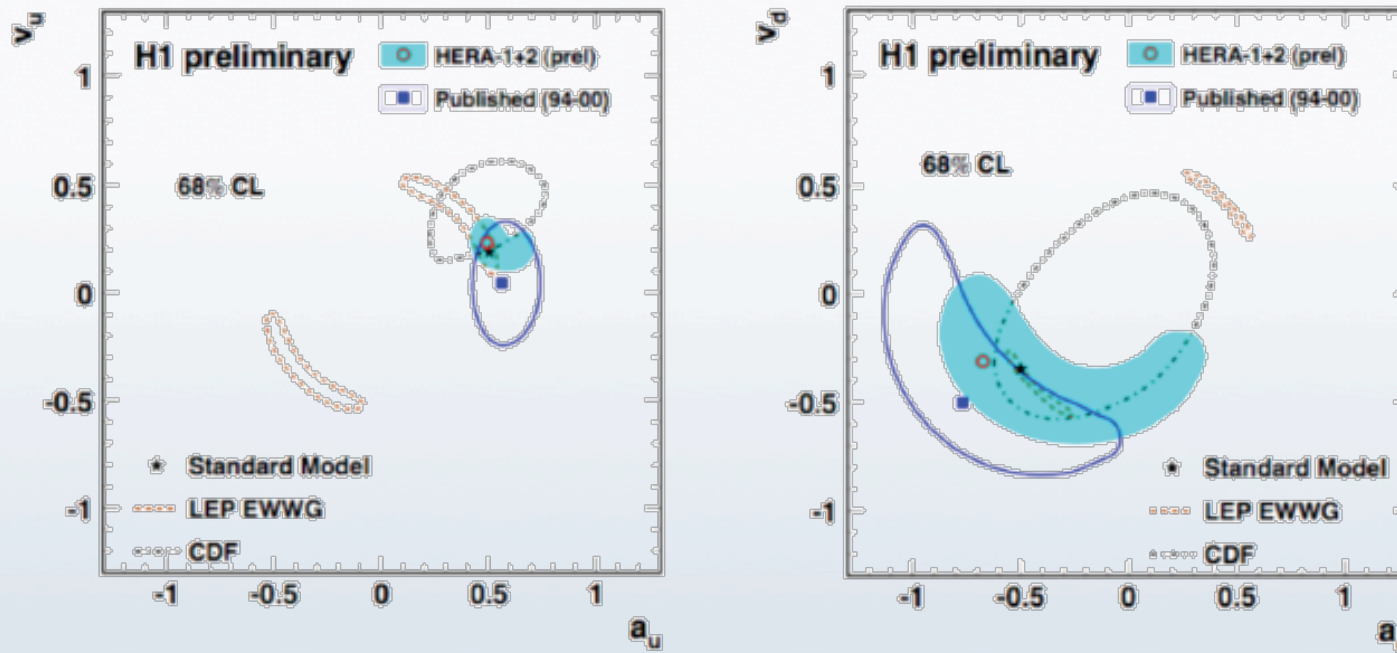 v_u
H1 preliminary
HERA-1+2 (prel)
Published (94-00)
1
68% CL
0.5
0
-0.5
Standard Model
-1
LEP EWWG
CDF
-1
-0.5
0
0.5
1
a_u
v_d
H1 preliminary
HERA-1+2 (prel)
Published (94-00)
1
68% CL
0.5
0
-0.5
Standard Model
-1
LEP EWWG
CDF
-1
-0.5
0
0.5
1
a